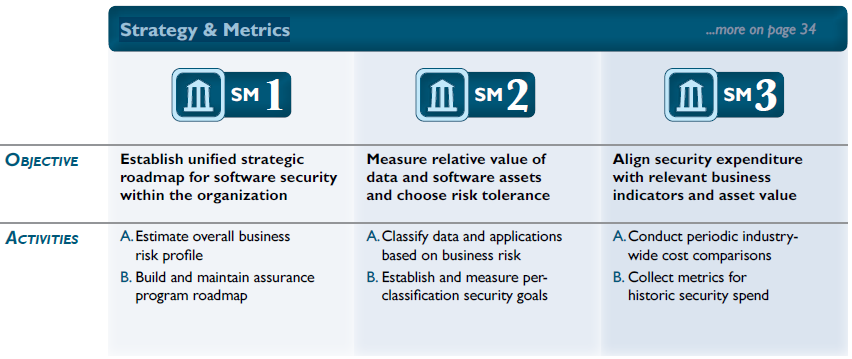 Strategy & Metrics
...more on page 34
SM 1
SM 2
SM 3
OBJECTIVE
Establish unified strategic
roadmap for software security
within the organization
Measure relative value of
data and software assets
and choose risk tolerance
Align security expenditure
with relevant business
indicators and asset value
ACTIVITIES
A. Estimate overall business
risk profile
B. Build and maintain assurance
program roadmap
A. Classify data and applications
based on business risk
B. Establish and measure per-
classification security goals
A. Conduct periodic industry-
wide cost comparisons
B. Collect metrics for
historic security spend